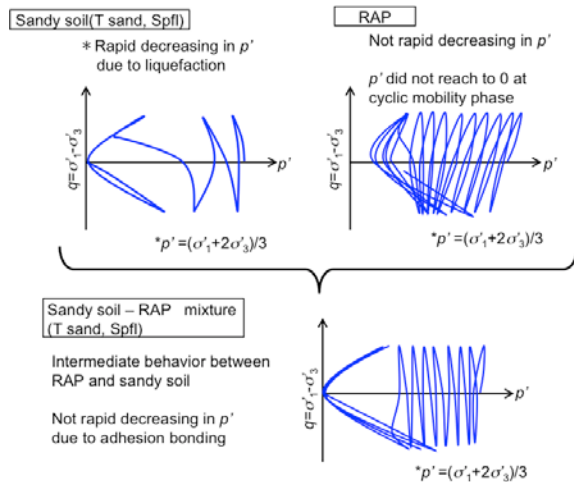 Sandy soil(T sand, Spfl)
* Rapid decreasing in p'
due to liquefaction
q=σ'₁-σ'₃
p'
*p'=(σ'₁+2σ'₃)/3
RAP
Not rapid decreasing in p'
p' did not reach to 0 at
cyclic mobility phase
q=σ'₁-σ'₃
p'
*p'=(σ'₁+2σ'₃)/3
Sandy soil – RAP mixture
(T sand, Spfl)
Intermediate behavior between
RAP and sandy soil
Not rapid decreasing in p'
due to adhesion bonding
q=σ'₁-σ'₃
p'
*p'=(σ'₁+2σ'₃)/3